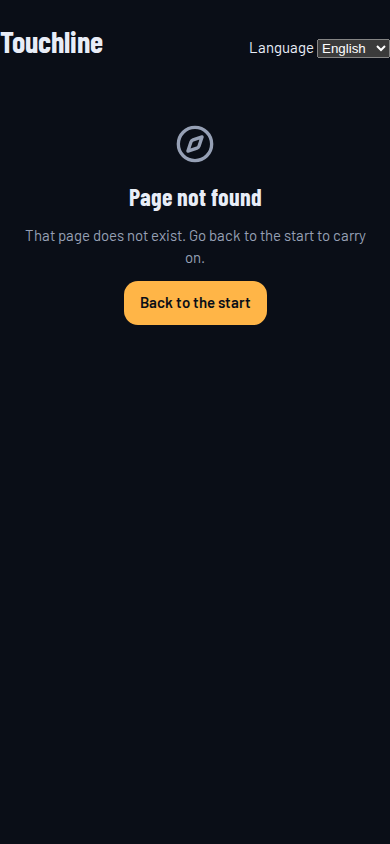 Touchline
Language English
Page not found
That page does not exist. Go back to the start to carry
on.
Back to the start